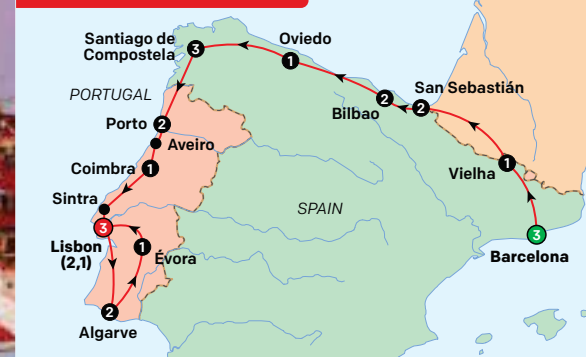 Santiago de
Compostela
3
Oviedo
1
San Sebastián
2
Bilbao
2
PORTUGAL
Porto
2
Aveiro
Coimbra
1
Vielha
1
Sintra
SPAIN
3
Lisbon
(2,1)
1
Évora
3
Barcelona
2
Algarve